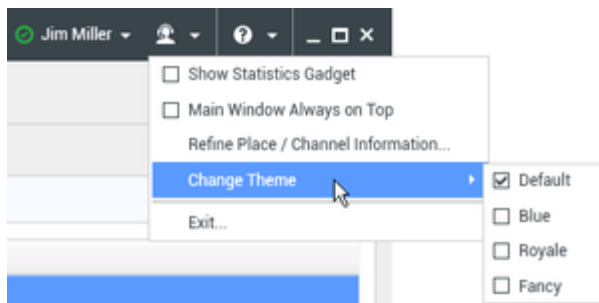 Jim Miller
Show Statistics Gadget
Main Window Always on Top
Refine Place / Channel Information...
Change Theme
Default
Blue
Exit...
Royale
Fancy